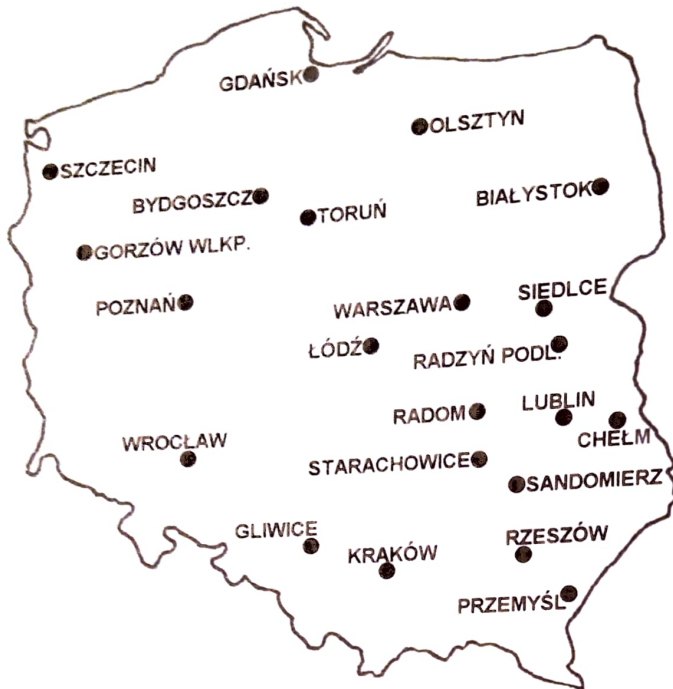 GDAŃSK
OLSZTYN
SZCZECIN
BYDGOSZCZ
TORUŃ
BIAŁYSTOK
GORZÓW WLKP.
POZNAŃ
WARSZAWA
SIEDLCE
ŁÓDŹ
RADZYŃ PODL.
RADOM
LUBLIN
CHEŁM
WROCŁAW
STARACHOWICE
SANDOMIERZ
GLIWICE
KRAKÓW
RZESZÓW
PRZEMYŚL